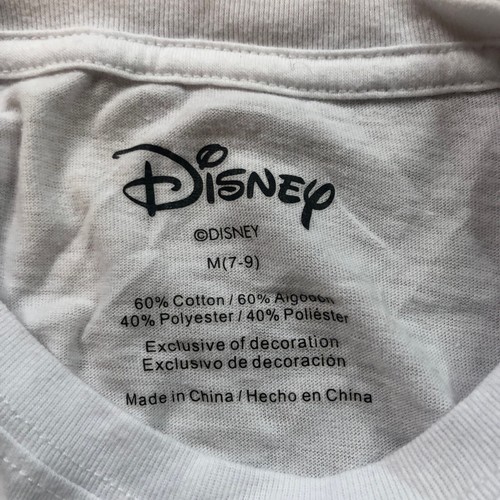 Disney
©DISNEY
M(7-9)
60% Cotton / 60% Algodón
40% Polyester / 40% Poliéster
Exclusive of decoration
Exclusivo de decoración
Made in China / Hecho en China